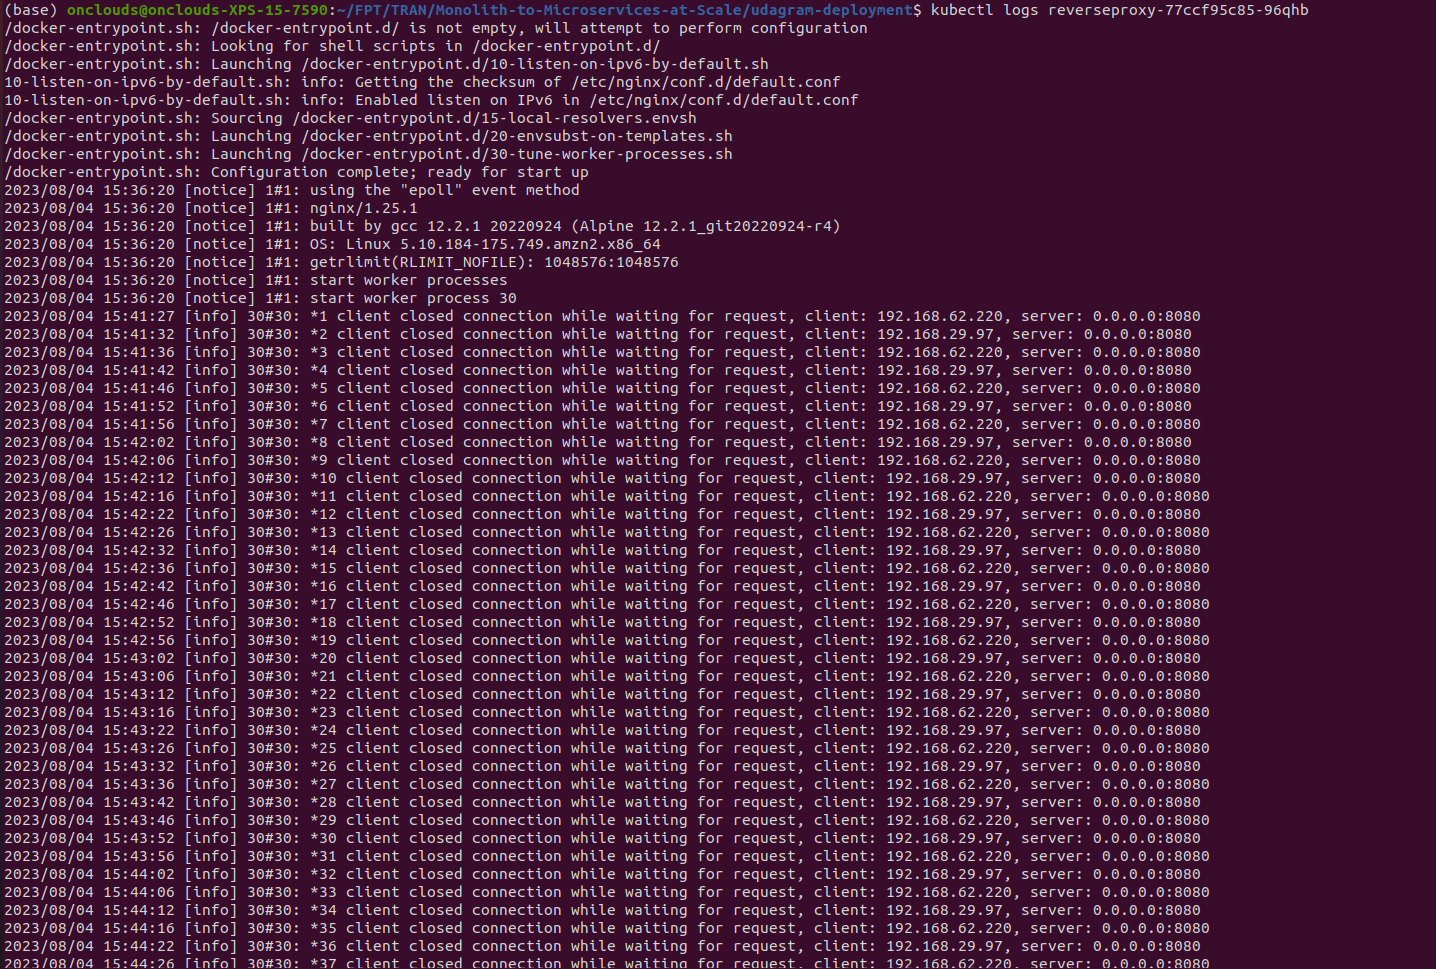 (base) onclouds@onclouds-XPS-15-7590:~/FPT/TRAN/Monolith-to-Microservices-at-Scale/udagram-deployment$ kubectl logs reverseproxy-77ccf95c85-96qhb
/docker-entrypoint.sh: /docker-entrypoint.d/ is not empty, will attempt to perform configuration
/docker-entrypoint.sh: Looking for shell scripts in /docker-entrypoint.d/
/docker-entrypoint.sh: Launching /docker-entrypoint.d/10-listen-on-ipv6-by-default.sh
10-listen-on-ipv6-by-default.sh: info: Getting the checksum of /etc/nginx/conf.d/default.conf
10-listen-on-ipv6-by-default.sh: info: Enabled listen on IPv6 in /etc/nginx/conf.d/default.conf
/docker-entrypoint.sh: Sourcing /docker-entrypoint.d/15-local-resolvers.envsh
/docker-entrypoint.sh: Launching /docker-entrypoint.d/20-envsubst-on-templates.sh
/docker-entrypoint.sh: Launching /docker-entrypoint.d/30-tune-worker-processes.sh
/docker-entrypoint.sh: Configuration complete; ready for start up
2023/08/04 15:36:20 [notice] 1#1: using the "epoll" event method
2023/08/04 15:36:20 [notice] 1#1: nginx/1.25.1
2023/08/04 15:36:20 [notice] 1#1: built by gcc 12.2.1 20220924 (Alpine 12.2.1_git20220924-r4)
2023/08/04 15:36:20 [notice] 1#1: OS: Linux 5.10.184-175.749.amzn2.x86_64
2023/08/04 15:36:20 [notice] 1#1: getrlimit(RLIMIT_NOFILE): 1048576:1048576
2023/08/04 15:36:20 [notice] 1#1: start worker processes
2023/08/04 15:36:20 [notice] 1#1: start worker process 30
2023/08/04 15:41:27 [info] 30#30: *1 client closed connection while waiting for request, client: 192.168.62.220, server: 0.0.0.0:8080
2023/08/04 15:41:32 [info] 30#30: *2 client closed connection while waiting for request, client: 192.168.29.97, server: 0.0.0.0:8080
2023/08/04 15:41:36 [info] 30#30: *3 client closed connection while waiting for request, client: 192.168.62.220, server: 0.0.0.0:8080
2023/08/04 15:41:42 [info] 30#30: *4 client closed connection while waiting for request, client: 192.168.29.97, server: 0.0.0.0:8080
2023/08/04 15:41:46 [info] 30#30: *5 client closed connection while waiting for request, client: 192.168.62.220, server: 0.0.0.0:8080
2023/08/04 15:41:52 [info] 30#30: *6 client closed connection while waiting for request, client: 192.168.29.97, server: 0.0.0.0:8080
2023/08/04 15:41:56 [info] 30#30: *7 client closed connection while waiting for request, client: 192.168.62.220, server: 0.0.0.0:8080
2023/08/04 15:42:02 [info] 30#30: *8 client closed connection while waiting for request, client: 192.168.29.97, server: 0.0.0.0:8080
2023/08/04 15:42:06 [info] 30#30: *9 client closed connection while waiting for request, client: 192.168.62.220, server: 0.0.0.0:8080
2023/08/04 15:42:12 [info] 30#30: *10 client closed connection while waiting for request, client: 192.168.29.97, server: 0.0.0.0:8080
2023/08/04 15:42:16 [info] 30#30: *11 client closed connection while waiting for request, client: 192.168.62.220, server: 0.0.0.0:8080
2023/08/04 15:42:22 [info] 30#30: *12 client closed connection while waiting for request, client: 192.168.29.97, server: 0.0.0.0:8080
2023/08/04 15:42:26 [info] 30#30: *13 client closed connection while waiting for request, client: 192.168.62.220, server: 0.0.0.0:8080
2023/08/04 15:42:32 [info] 30#30: *14 client closed connection while waiting for request, client: 192.168.29.97, server: 0.0.0.0:8080
2023/08/04 15:42:36 [info] 30#30: *15 client closed connection while waiting for request, client: 192.168.62.220, server: 0.0.0.0:8080
2023/08/04 15:42:42 [info] 30#30: *16 client closed connection while waiting for request, client: 192.168.29.97, server: 0.0.0.0:8080
2023/08/04 15:42:46 [info] 30#30: *17 client closed connection while waiting for request, client: 192.168.62.220, server: 0.0.0.0:8080
2023/08/04 15:42:52 [info] 30#30: *18 client closed connection while waiting for request, client: 192.168.29.97, server: 0.0.0.0:8080
2023/08/04 15:42:56 [info] 30#30: *19 client closed connection while waiting for request, client: 192.168.62.220, server: 0.0.0.0:8080
2023/08/04 15:43:02 [info] 30#30: *20 client closed connection while waiting for request, client: 192.168.29.97, server: 0.0.0.0:8080
2023/08/04 15:43:06 [info] 30#30: *21 client closed connection while waiting for request, client: 192.168.62.220, server: 0.0.0.0:8080
2023/08/04 15:43:12 [info] 30#30: *22 client closed connection while waiting for request, client: 192.168.29.97, server: 0.0.0.0:8080
2023/08/04 15:43:16 [info] 30#30: *23 client closed connection while waiting for request, client: 192.168.62.220, server: 0.0.0.0:8080
2023/08/04 15:43:22 [info] 30#30: *24 client closed connection while waiting for request, client: 192.168.29.97, server: 0.0.0.0:8080
2023/08/04 15:43:26 [info] 30#30: *25 client closed connection while waiting for request, client: 192.168.62.220, server: 0.0.0.0:8080
2023/08/04 15:43:32 [info] 30#30: *26 client closed connection while waiting for request, client: 192.168.29.97, server: 0.0.0.0:8080
2023/08/04 15:43:36 [info] 30#30: *27 client closed connection while waiting for request, client: 192.168.62.220, server: 0.0.0.0:8080
2023/08/04 15:43:42 [info] 30#30: *28 client closed connection while waiting for request, client: 192.168.29.97, server: 0.0.0.0:8080
2023/08/04 15:43:46 [info] 30#30: *29 client closed connection while waiting for request, client: 192.168.62.220, server: 0.0.0.0:8080
2023/08/04 15:43:52 [info] 30#30: *30 client closed connection while waiting for request, client: 192.168.29.97, server: 0.0.0.0:8080
2023/08/04 15:43:56 [info] 30#30: *31 client closed connection while waiting for request, client: 192.168.62.220, server: 0.0.0.0:8080
2023/08/04 15:44:02 [info] 30#30: *32 client closed connection while waiting for request, client: 192.168.29.97, server: 0.0.0.0:8080
2023/08/04 15:44:06 [info] 30#30: *33 client closed connection while waiting for request, client: 192.168.62.220, server: 0.0.0.0:8080
2023/08/04 15:44:12 [info] 30#30: *34 client closed connection while waiting for request, client: 192.168.29.97, server: 0.0.0.0:8080
2023/08/04 15:44:16 [info] 30#30: *35 client closed connection while waiting for request, client: 192.168.62.220, server: 0.0.0.0:8080
2023/08/04 15:44:22 [info] 30#30: *36 client closed connection while waiting for request, client: 192.168.29.97, server: 0.0.0.0:8080
2023/08/04 15:44:26 [info] 30#30: *37 client closed connection while waiting for request, client: 192.168.62.220, server: 0.0.0.0:8080